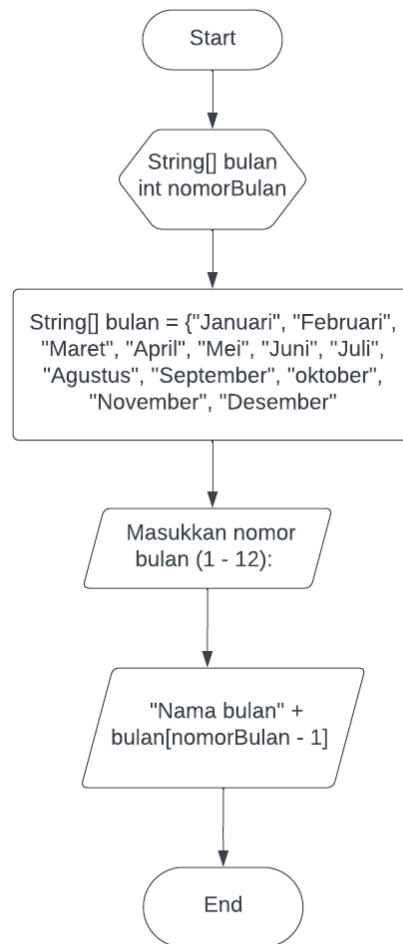 Start
String[] bulan
int nomorBulan
String[] bulan = {"Januari", "Februari",
"Maret", "April", "Mei", "Juni", "Juli",
"Agustus", "September", "oktober",
"November", "Desember"
Masukkan nomor
bulan (1 - 12):
"Nama bulan" +
bulan[nomorBulan - 1]
End